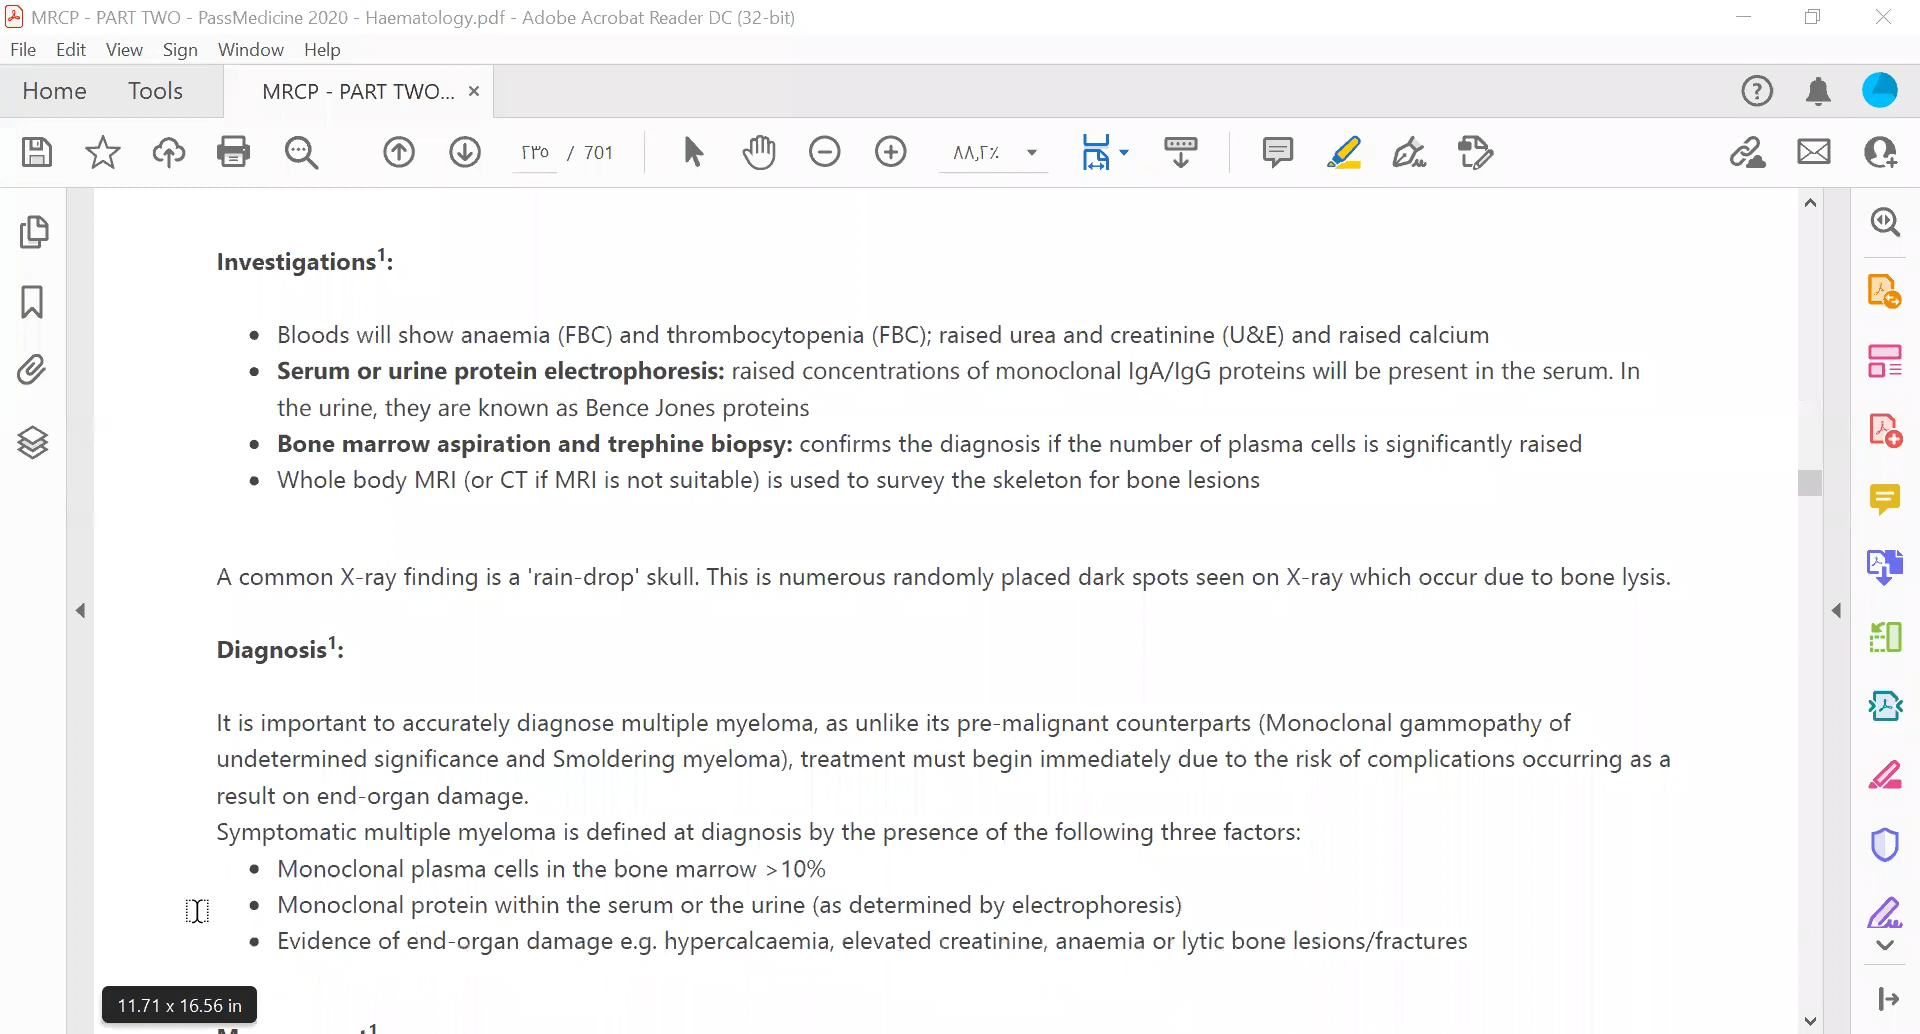 MRCP - PART TWO - PassMedicine 2020 - Haematology.pdf - Adobe Acrobat Reader DC (32-bit)
File Edit View Sign Window Help
Home Tools MRCP - PART TWO... ×
٢٣٥ / 701 ٨٨,٢٪
Investigations¹:
• Bloods will show anaemia (FBC) and thrombocytopenia (FBC); raised urea and creatinine (U&E) and raised calcium
• Serum or urine protein electrophoresis: raised concentrations of monoclonal IgA/IgG proteins will be present in the serum. In
the urine, they are known as Bence Jones proteins
• Bone marrow aspiration and trephine biopsy: confirms the diagnosis if the number of plasma cells is significantly raised
• Whole body MRI (or CT if MRI is not suitable) is used to survey the skeleton for bone lesions
A common X-ray finding is a 'rain-drop' skull. This is numerous randomly placed dark spots seen on X-ray which occur due to bone lysis.
Diagnosis¹:
It is important to accurately diagnose multiple myeloma, as unlike its pre-malignant counterparts (Monoclonal gammopathy of
undetermined significance and Smoldering myeloma), treatment must begin immediately due to the risk of complications occurring as a
result on end-organ damage.
Symptomatic multiple myeloma is defined at diagnosis by the presence of the following three factors:
• Monoclonal plasma cells in the bone marrow >10%
• Monoclonal protein within the serum or the urine (as determined by electrophoresis)
• Evidence of end-organ damage e.g. hypercalcaemia, elevated creatinine, anaemia or lytic bone lesions/fractures
11.71 x 16.56 in